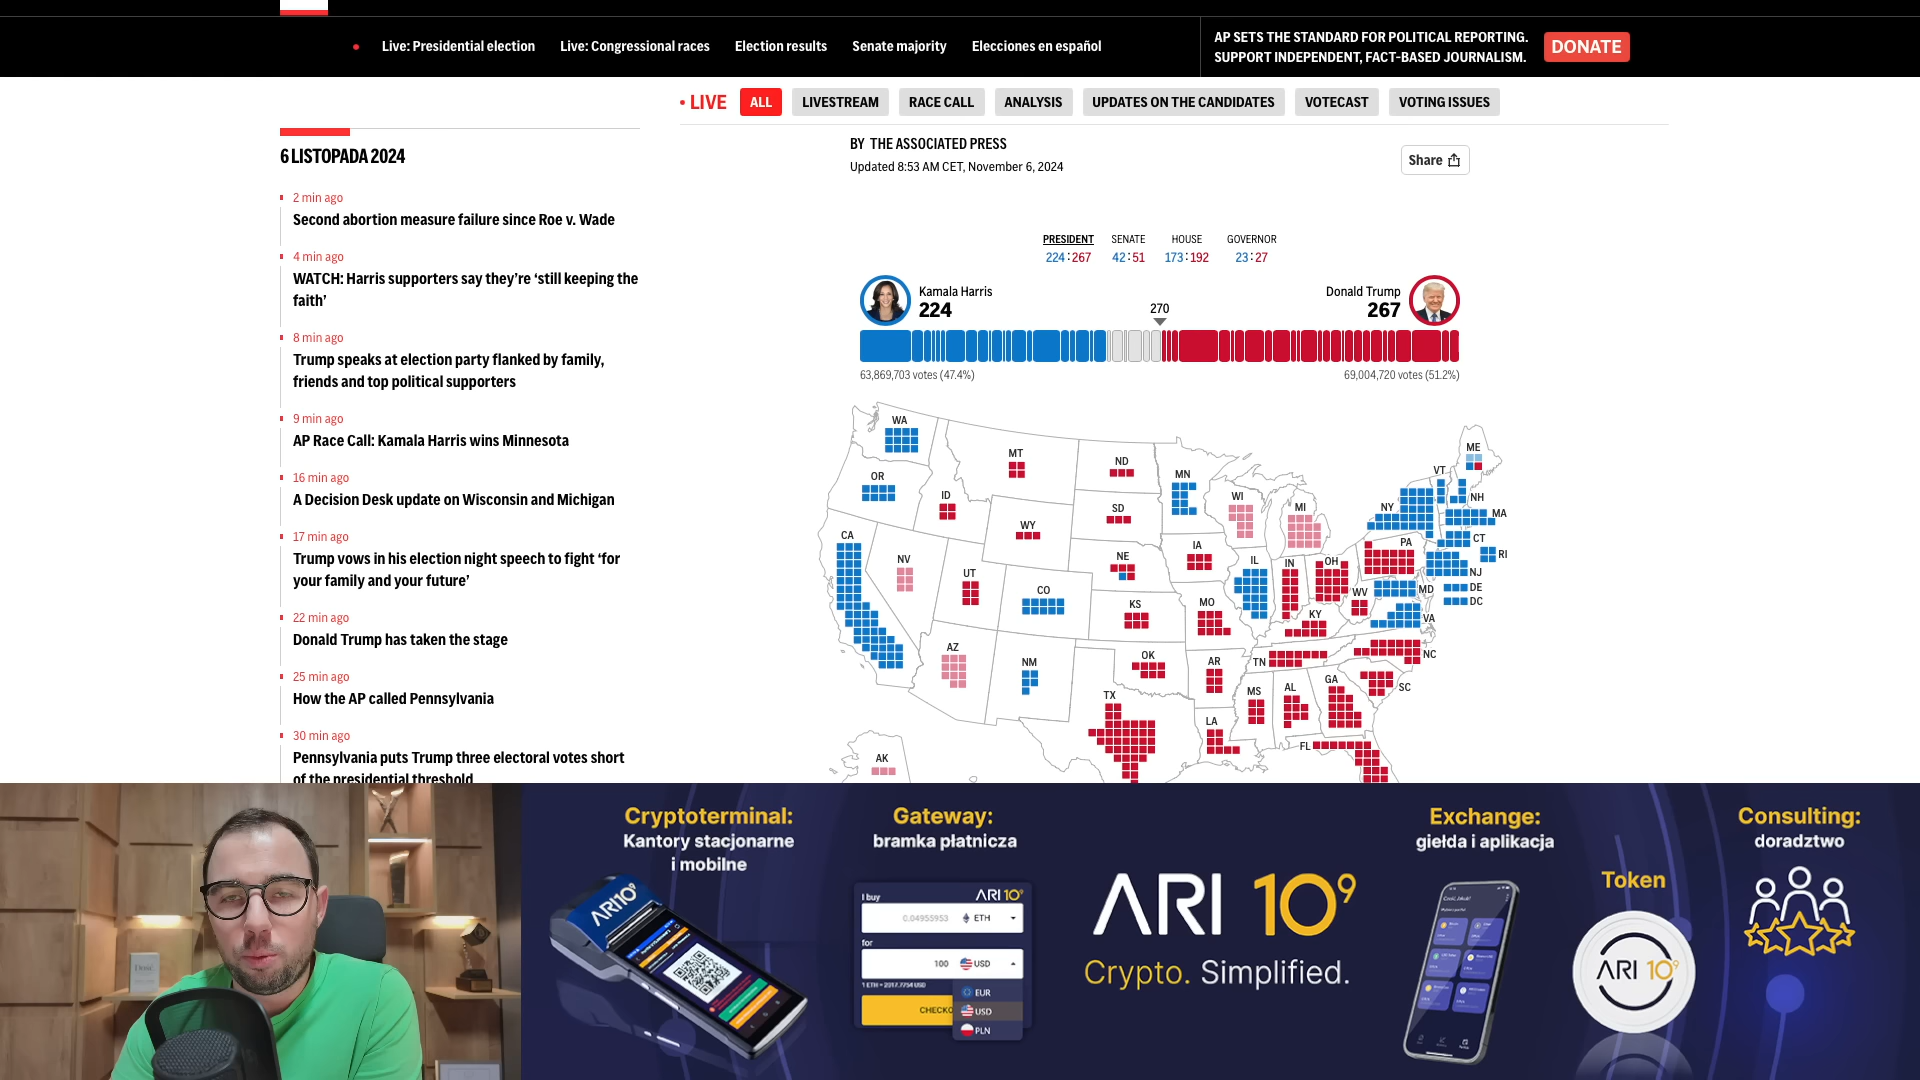 Live: Presidential election
Live: Congressional races
Election results
Senate majority
Elecciones en español
AP SETS THE STANDARD FOR POLITICAL REPORTING.
SUPPORT INDEPENDENT, FACT-BASED JOURNALISM.
DONATE
• LIVE
ALL
LIVESTREAM
RACE CALL
ANALYSIS
UPDATES ON THE CANDIDATES
VOTECAST
VOTING ISSUES
6 LISTOPADA 2024
2 min ago
Second abortion measure failure since Roe v. Wade
4 min ago
WATCH: Harris supporters say they’re ‘still keeping the
faith’
8 min ago
Trump speaks at election party flanked by family,
friends and top political supporters
9 min ago
AP Race Call: Kamala Harris wins Minnesota
16 min ago
A Decision Desk update on Wisconsin and Michigan
17 min ago
Trump vows in his election night speech to fight ‘for
your family and your future’
22 min ago
Donald Trump has taken the stage
25 min ago
How the AP called Pennsylvania
30 min ago
Pennsylvania puts Trump three electoral votes short
of the presidential threshold
BY THE ASSOCIATED PRESS
Updated 8:53 AM CET, November 6, 2024
Share
PRESIDENT
224:267
SENATE
42:51
HOUSE
173:192
GOVERNOR
23:27
Kamala Harris
224
270
Donald Trump
267
63,869,703 votes (47.4%)
69,004,720 votes (51.2%)
WA
MT
ND
MN
ME
VT
OR
ID
SD
WI
MI
NY
NH
MA
WY
CA
NV
UT
NE
IA
IL
IN
OH
PA
CT
RI
NJ
CO
KS
MO
KY
WV
MD
DE
DC
VA
AZ
NM
OK
AR
TN
NC
TX
LA
MS
AL
GA
SC
AK
FL
Cryptoterminal:
Kantory stacjonarne
i mobilne
ARI10
Gateway:
bramka płatnicza
I buy
ARI 10⁹
0.04955953
ETH
for
100
USD
1 ETH = 2017.7754 USD
CHECKO
EUR
USD
PLN
ARI 10⁹
Crypto. Simplified.
Exchange:
giełda i aplikacja
Token
ARI 10⁹
Consulting:
doradztwo